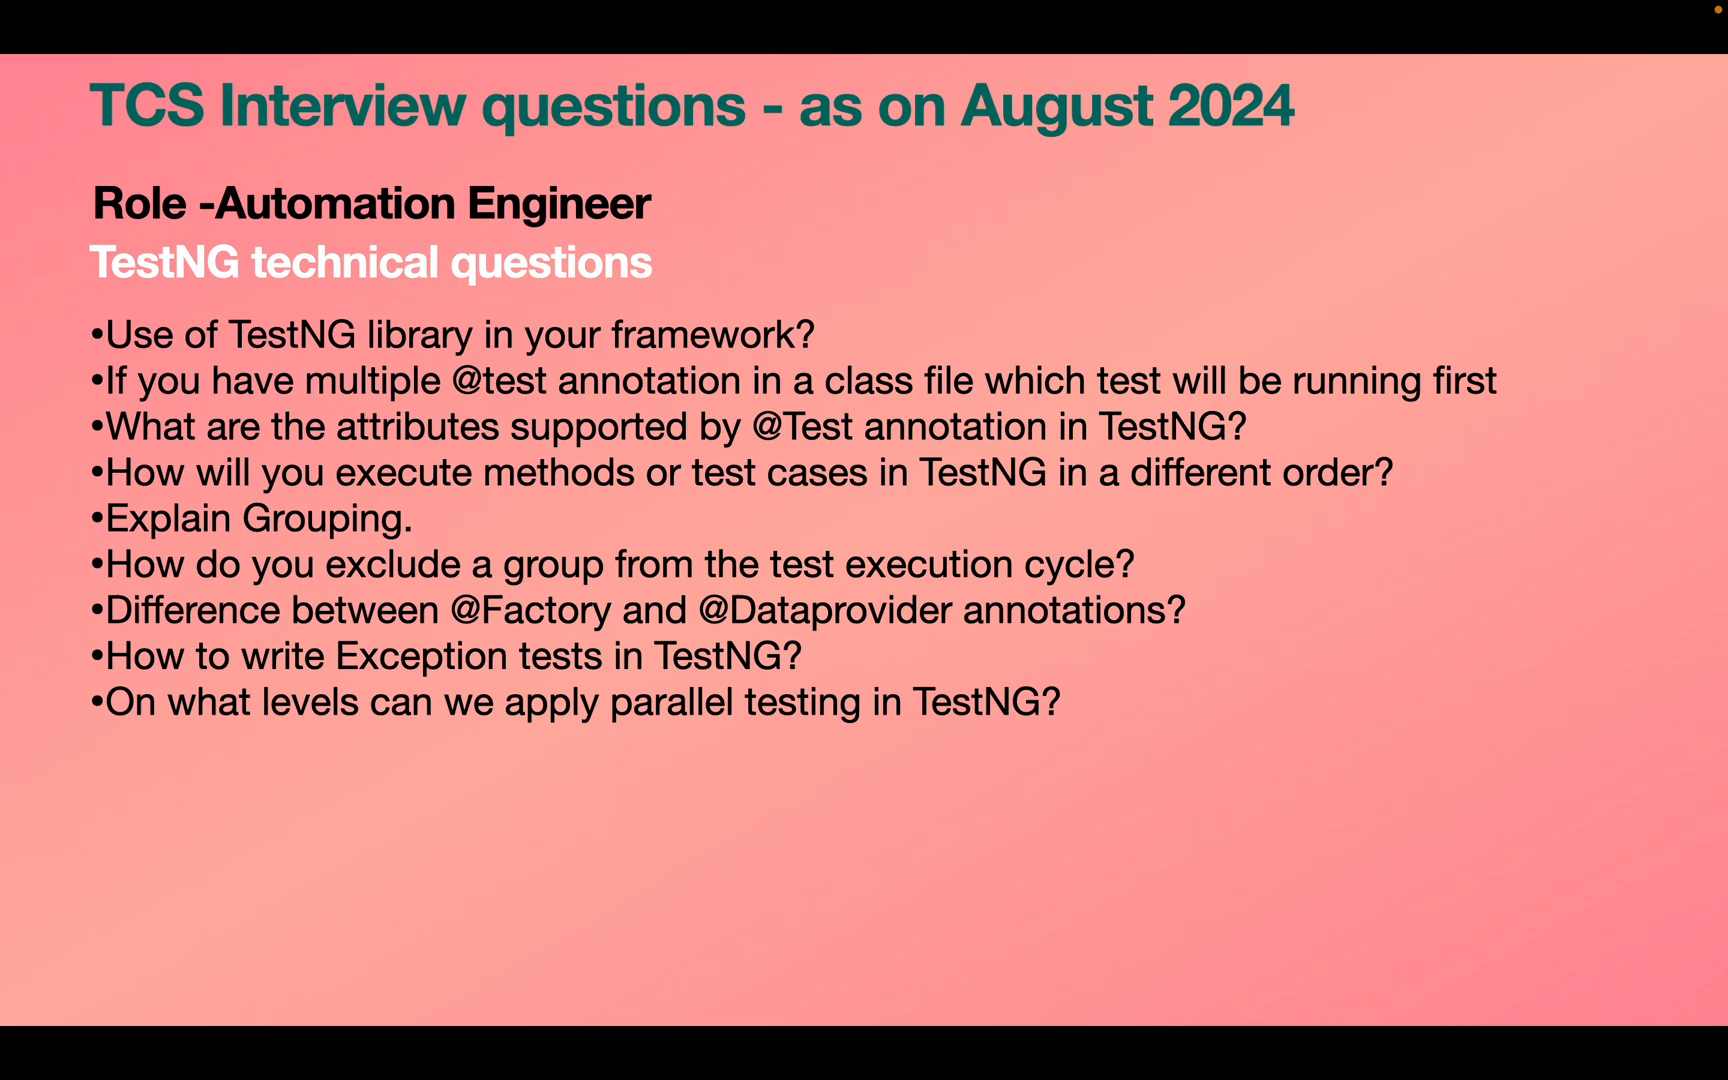 TCS Interview questions - as on August 2024
Role -Automation Engineer
TestNG technical questions
•Use of TestNG library in your framework?
•If you have multiple @test annotation in a class file which test will be running first
•What are the attributes supported by @Test annotation in TestNG?
•How will you execute methods or test cases in TestNG in a different order?
•Explain Grouping.
•How do you exclude a group from the test execution cycle?
•Difference between @Factory and @Dataprovider annotations?
•How to write Exception tests in TestNG?
•On what levels can we apply parallel testing in TestNG?